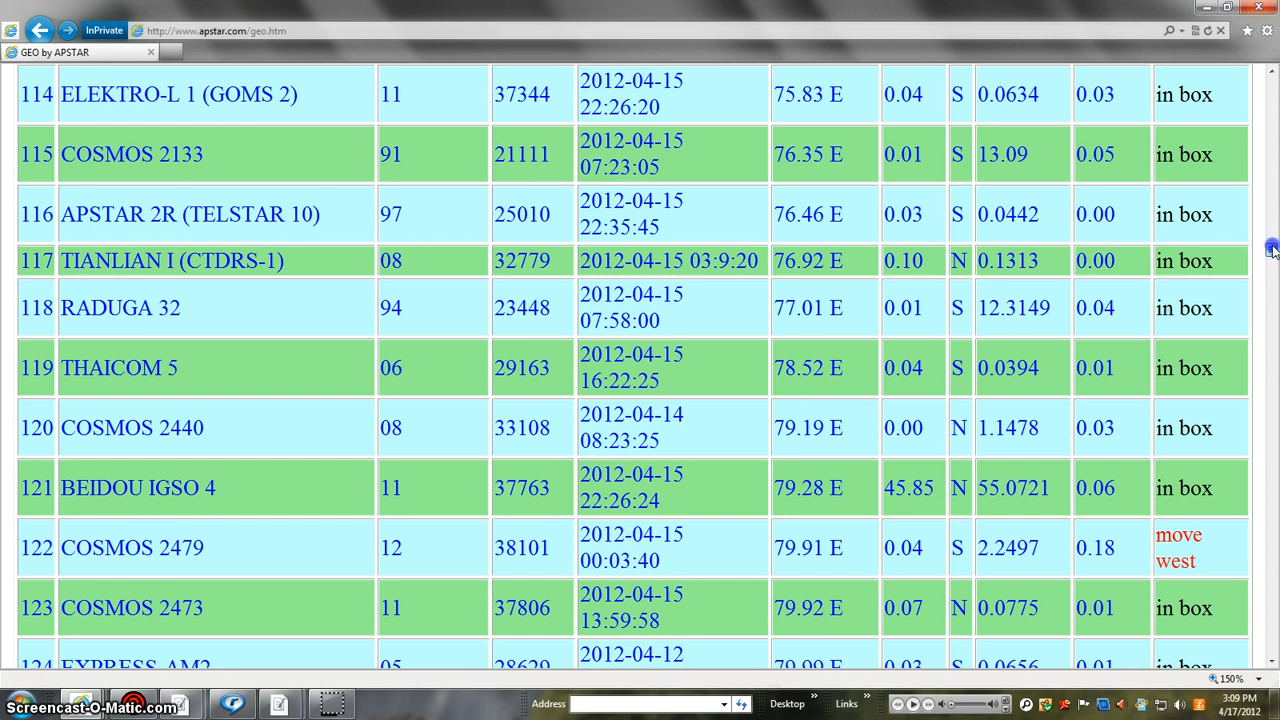 InPrivate http://www.apstar.com/geo.htm
GEO by APSTAR
114 ELEKTRO-L 1 (GOMS 2) 11 37344 2012-04-15 22:26:20 75.83 E 0.04 S 0.0634 0.03 in box
115 COSMOS 2133 91 21111 2012-04-15 07:23:05 76.35 E 0.01 S 13.09 0.05 in box
116 APSTAR 2R (TELSTAR 10) 97 25010 2012-04-15 22:35:45 76.46 E 0.03 S 0.0442 0.00 in box
117 TIANLIAN I (CTDRS-1) 08 32779 2012-04-15 03:9:20 76.92 E 0.10 N 0.1313 0.00 in box
118 RADUGA 32 94 23448 2012-04-15 07:58:00 77.01 E 0.01 S 12.3149 0.04 in box
119 THAICOM 5 06 29163 2012-04-15 16:22:25 78.52 E 0.04 S 0.0394 0.01 in box
120 COSMOS 2440 08 33108 2012-04-14 08:23:25 79.19 E 0.00 N 1.1478 0.03 in box
121 BEIDOU IGSO 4 11 37763 2012-04-15 22:26:24 79.28 E 45.85 N 55.0721 0.06 in box
122 COSMOS 2479 12 38101 2012-04-15 00:03:40 79.91 E 0.04 S 2.2497 0.18 move west
123 COSMOS 2473 11 37806 2012-04-15 13:59:58 79.92 E 0.07 N 0.0775 0.01 in box
124 EXPRESS AM2 05 28629 2012-04-12 79.99 E 0.03 S 0.0656 0.01 in box
150%
Screencast-O-Matic.com Address Desktop Links 3:09 PM
4/17/2012